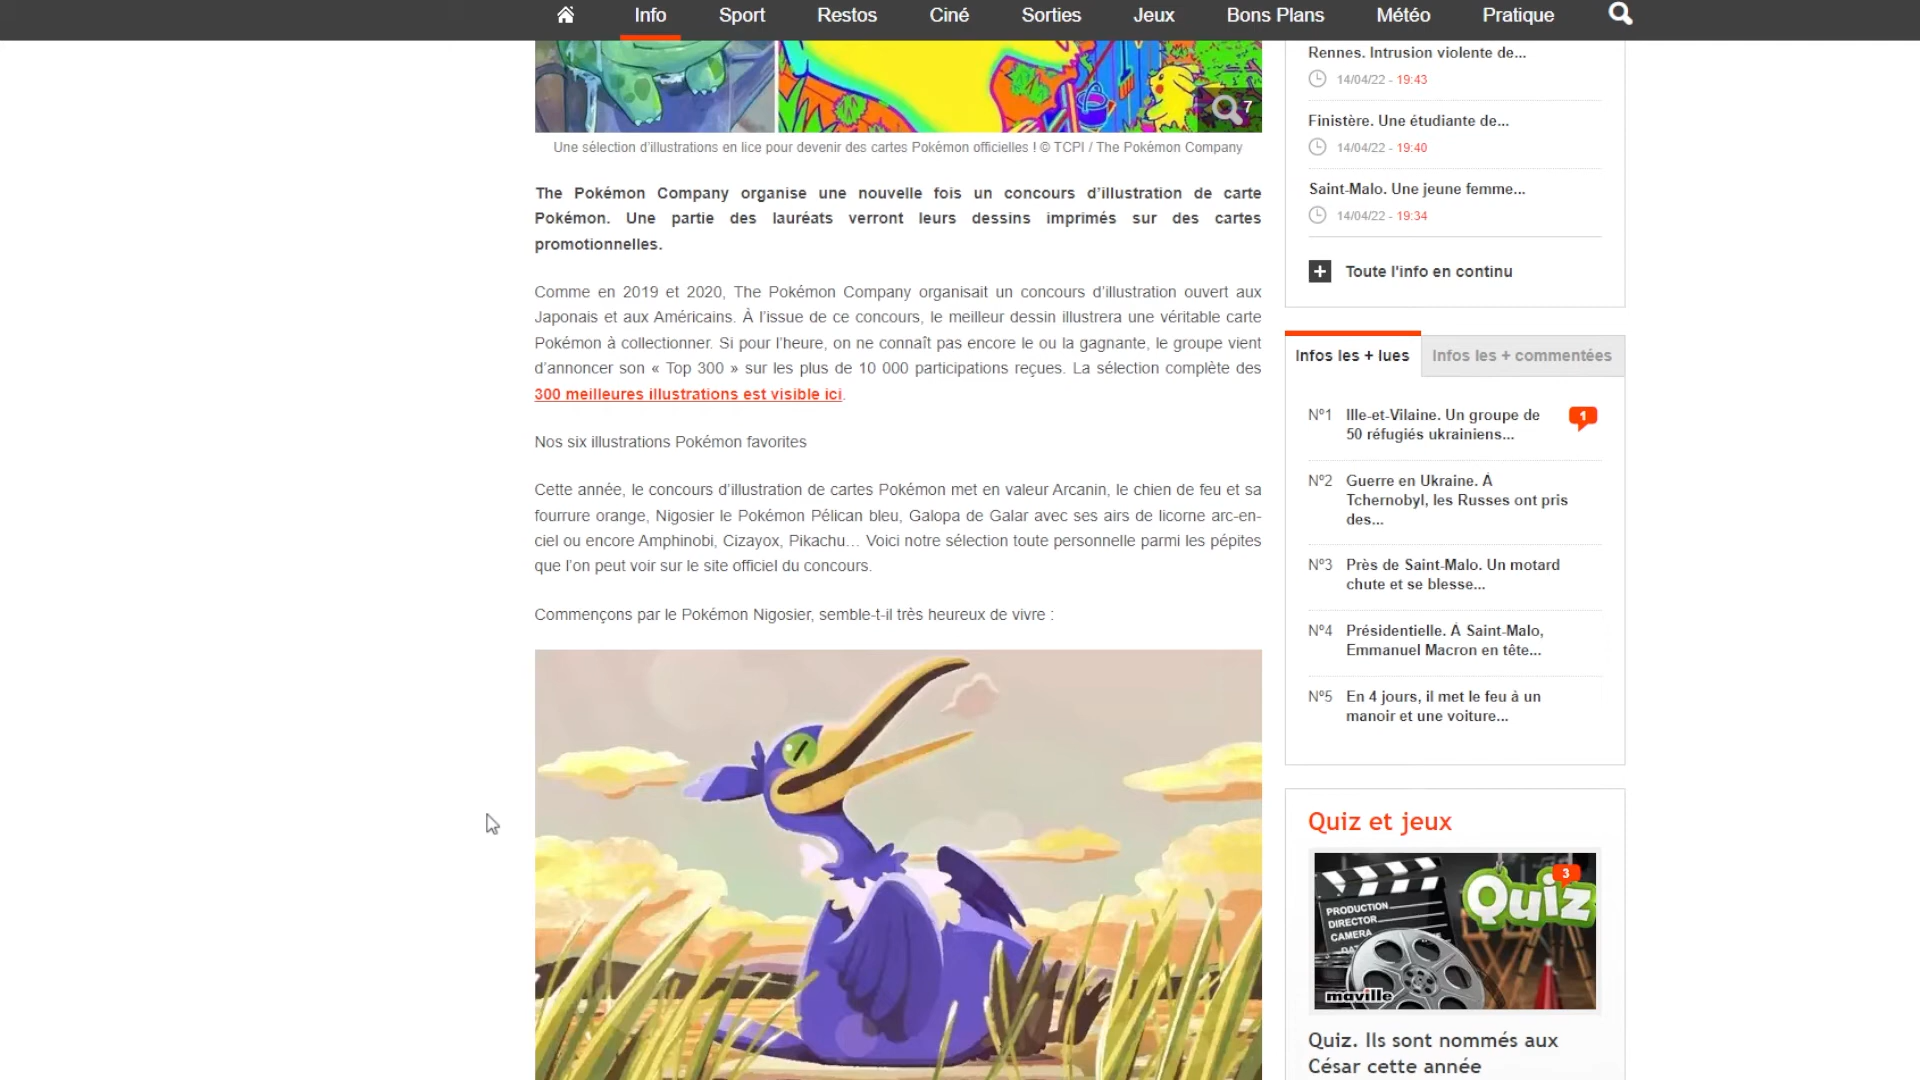 Info Sport Restos Ciné Sorties Jeux Bons Plans Météo Pratique
7
Une sélection d'illustrations en lice pour devenir des cartes Pokémon officielles ! © TCPI / The Pokémon Company
The Pokémon Company organise une nouvelle fois un concours d'illustration de carte
Pokémon. Une partie des lauréats verront leurs dessins imprimés sur des cartes
promotionnelles.
Comme en 2019 et 2020, The Pokémon Company organisait un concours d'illustration ouvert aux
Japonais et aux Américains. À l'issue de ce concours, le meilleur dessin illustrera une véritable carte
Pokémon à collectionner. Si pour l'heure, on ne connaît pas encore le ou la gagnante, le groupe vient
d'annoncer son « Top 300 » sur les plus de 10 000 participations reçues. La sélection complète des
300 meilleures illustrations est visible ici.
Nos six illustrations Pokémon favorites
Cette année, le concours d'illustration de cartes Pokémon met en valeur Arcanin, le chien de feu et sa
fourrure orange, Nigosier le Pokémon Pélican bleu, Galopa de Galar avec ses airs de licorne arc-en-
ciel ou encore Amphinobi, Cizayox, Pikachu... Voici notre sélection toute personnelle parmi les pépites
que l'on peut voir sur le site officiel du concours.
Commençons par le Pokémon Nigosier, semble-t-il très heureux de vivre :
Rennes. Intrusion violente de...
14/04/22 - 19:43
Finistère. Une étudiante de...
14/04/22 - 19:40
Saint-Malo. Une jeune femme...
14/04/22 - 19:34
Toute l'info en continu
Infos les + lues
Infos les + commentées
N°1 Ille-et-Vilaine. Un groupe de
50 réfugiés ukrainiens...
1
N°2 Guerre en Ukraine. À
Tchernobyl, les Russes ont pris
des...
N°3 Près de Saint-Malo. Un motard
chute et se blesse...
N°4 Présidentielle. À Saint-Malo,
Emmanuel Macron en tête...
N°5 En 4 jours, il met le feu à un
manoir et une voiture...
Quiz et jeux
3
Quiz
PRODUCTION
DIRECTOR
CAMERA
maville
Quiz. Ils sont nommés aux
César cette année